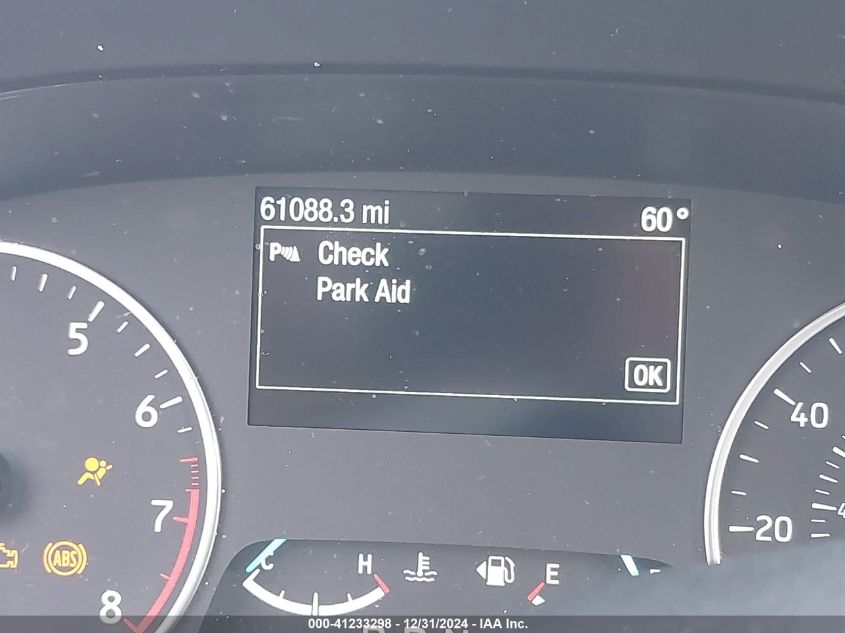 61088.3 mi
60°
P Check
Park Aid
OK
5
6
7
8
40
20
ABS
C
H
E
000-41233298 - 12/31/2024 - IAA Inc.